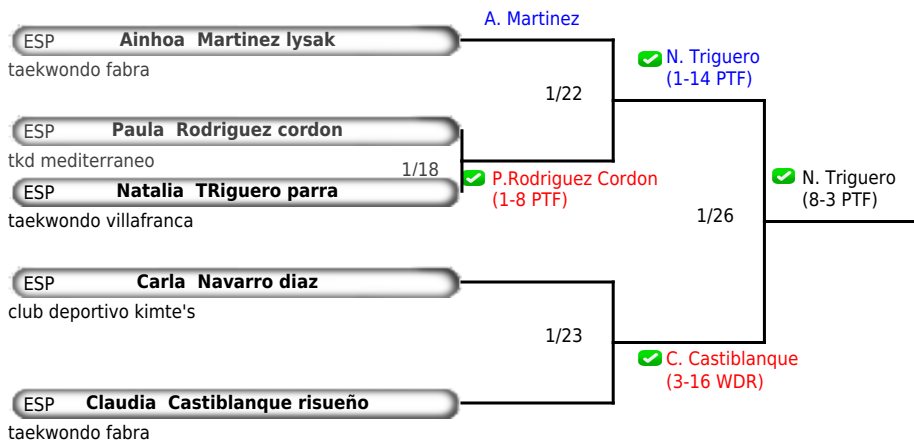 A. Martinez
ESP Ainhoa Martinez lysak
taekwondo fabra
N. Triguero
(1-14 PTF)
1/22
ESP Paula Rodriguez cordon
tkd mediterraneo
1/18
P.Rodriguez Cordon
(1-8 PTF)
N. Triguero
(8-3 PTF)
ESP Natalia TRiguero parra
taekwondo villafranca
1/26
ESP Carla Navarro diaz
club deportivo kimte's
1/23
C. Castiblanque
(3-16 WDR)
ESP Claudia Castiblanque risueño
taekwondo fabra